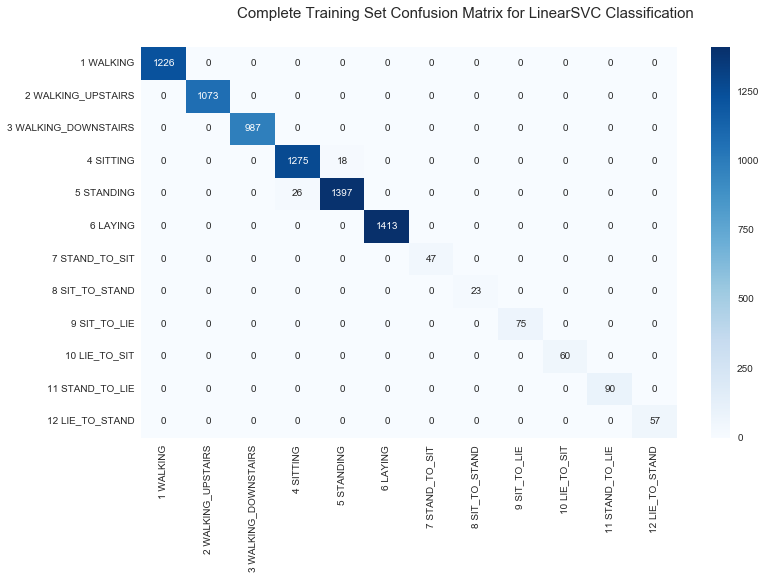 Complete Training Set Confusion Matrix for LinearSVC Classification
1 WALKING 1226 0 0 0 0 0 0 0 0 0 0 0
2 WALKING_UPSTAIRS 0 1073 0 0 0 0 0 0 0 0 0 0
3 WALKING_DOWNSTAIRS 0 0 987 0 0 0 0 0 0 0 0 0
4 SITTING 0 0 0 1275 18 0 0 0 0 0 0 0
5 STANDING 0 0 0 26 1397 0 0 0 0 0 0 0
6 LAYING 0 0 0 0 0 1413 0 0 0 0 0 0
7 STAND_TO_SIT 0 0 0 0 0 0 47 0 0 0 0 0
8 SIT_TO_STAND 0 0 0 0 0 0 0 23 0 0 0 0
9 SIT_TO_LIE 0 0 0 0 0 0 0 0 75 0 0 0
10 LIE_TO_SIT 0 0 0 0 0 0 0 0 0 60 0 0
11 STAND_TO_LIE 0 0 0 0 0 0 0 0 0 0 90 0
12 LIE_TO_STAND 0 0 0 0 0 0 0 0 0 0 0 57
1 WALKING
2 WALKING_UPSTAIRS
3 WALKING_DOWNSTAIRS
4 SITTING
5 STANDING
6 LAYING
7 STAND_TO_SIT
8 SIT_TO_STAND
9 SIT_TO_LIE
10 LIE_TO_SIT
11 STAND_TO_LIE
12 LIE_TO_STAND
1250
1000
750
500
250
0